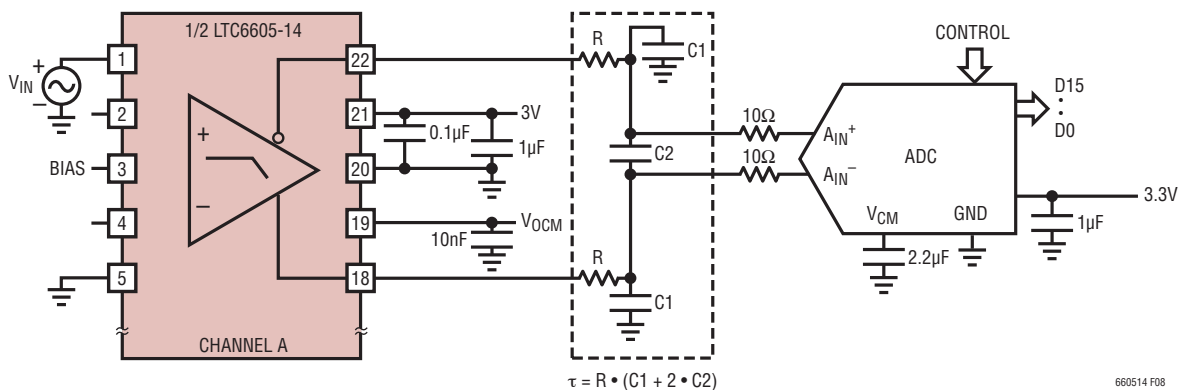 1/2 LTC6605-14
V_IN
+
−
1
2
BIAS
3
4
5
+
−
22
21
20
19
18
3V
0.1µF
1µF
V_OCM
10nF
CHANNEL A
R
C1
C2
R
C1
τ = R • (C1 + 2 • C2)
10Ω
10Ω
CONTROL
A_IN+
A_IN−
ADC
V_CM
GND
D15
:
D0
3.3V
1µF
2.2µF
660514 F08